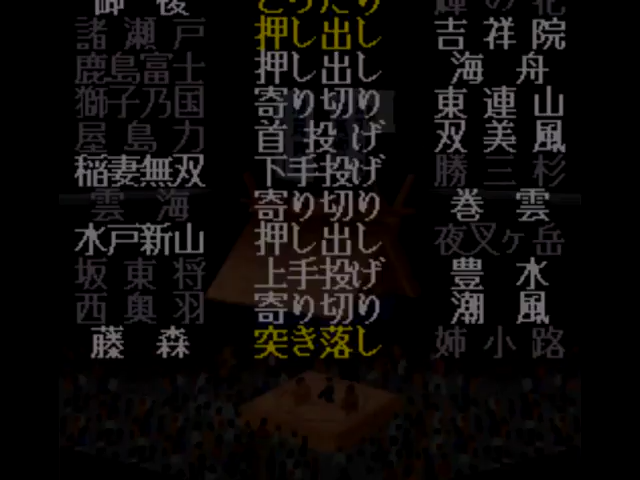 諸瀬戸 押し出し 吉祥院
鹿島富士 押し出し 海舟
獅子乃国 寄り切り 東連山
屋島力 首投げ 双美風
稲妻無双 下手投げ 勝三杉
雲海 寄り切り 巻雲
水戸新山 押し出し 夜叉ヶ岳
坂東将 上手投げ 豊水
西奥羽 寄り切り 潮風
藤森 突き落し 姉小路